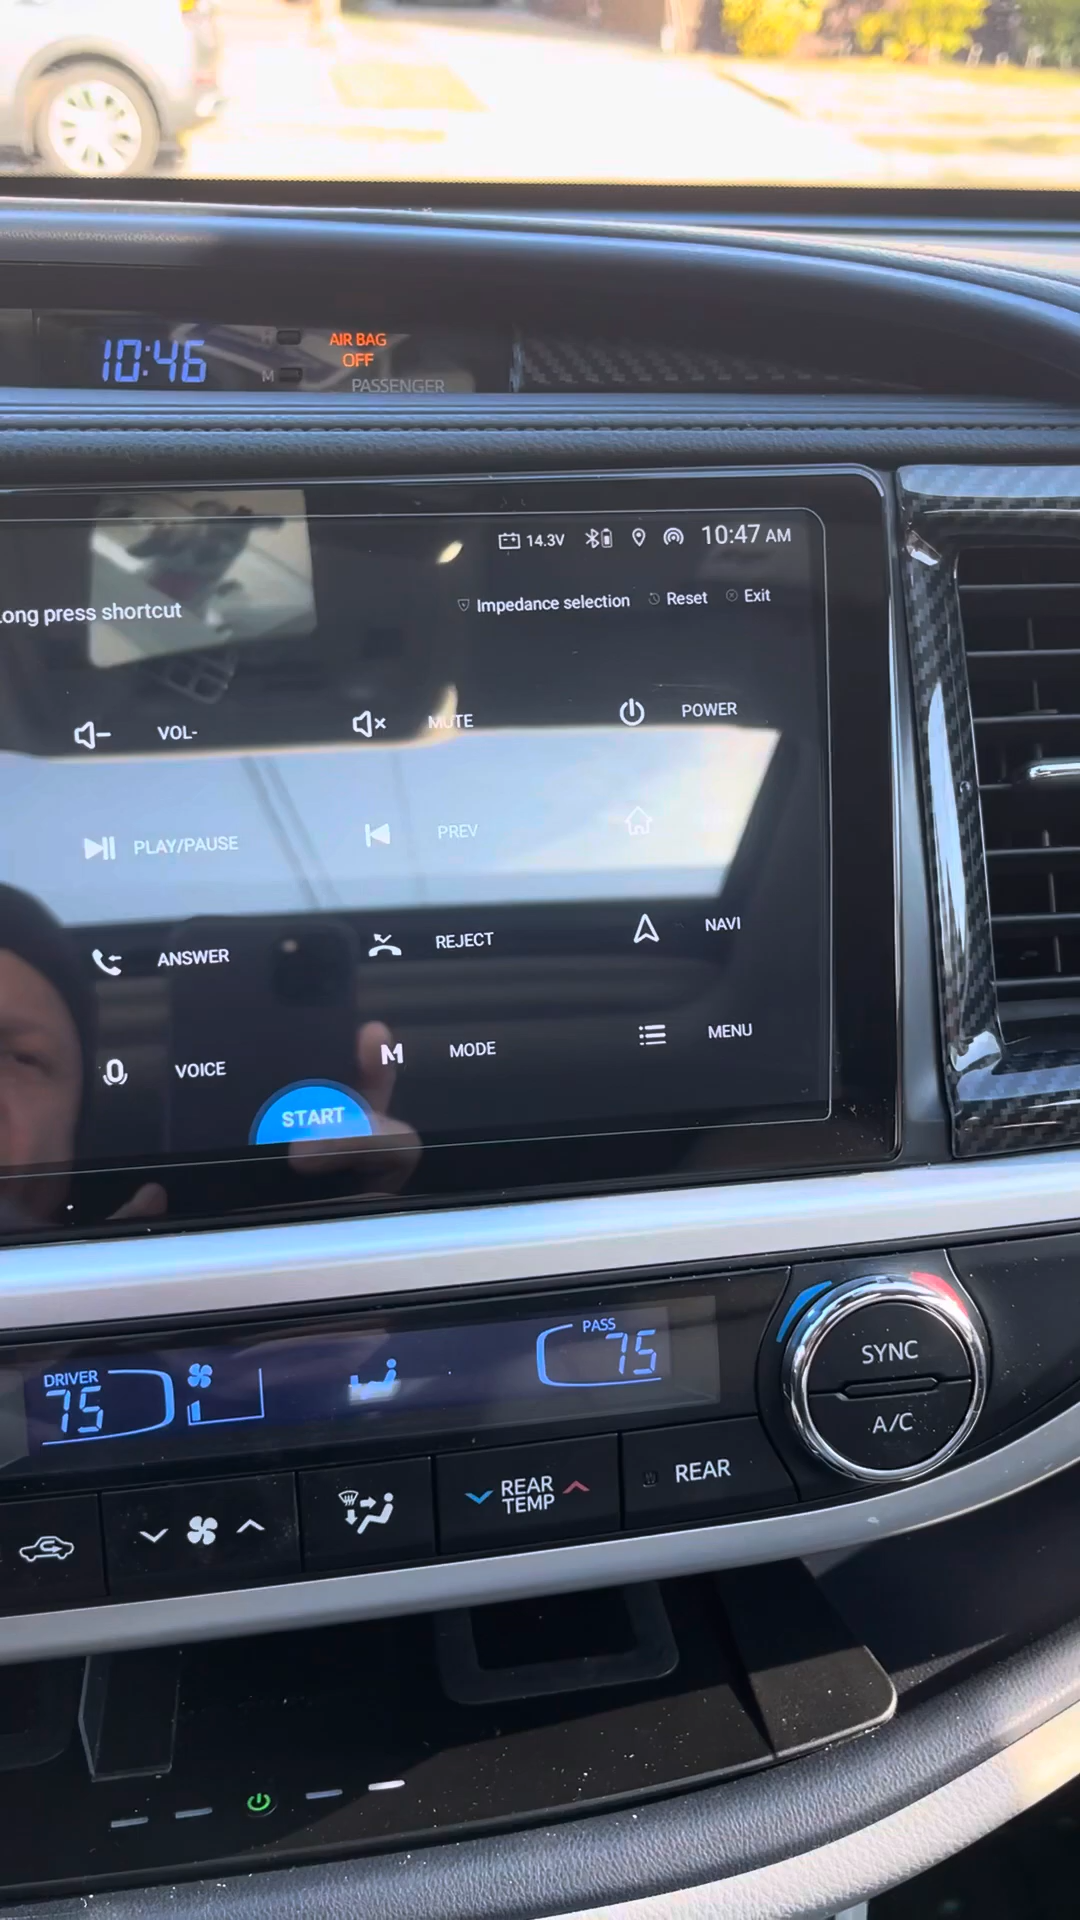 10:46
AIR BAG
OFF
PASSENGER
14.3V
10:47 AM
Long press shortcut
Impedance selection
Reset
Exit
VOL-
MUTE
POWER
PLAY/PAUSE
PREV
ANSWER
REJECT
NAVI
VOICE
M
MODE
MENU
START
DRIVER
75
PASS
75
SYNC
A/C
REAR
TEMP
REAR